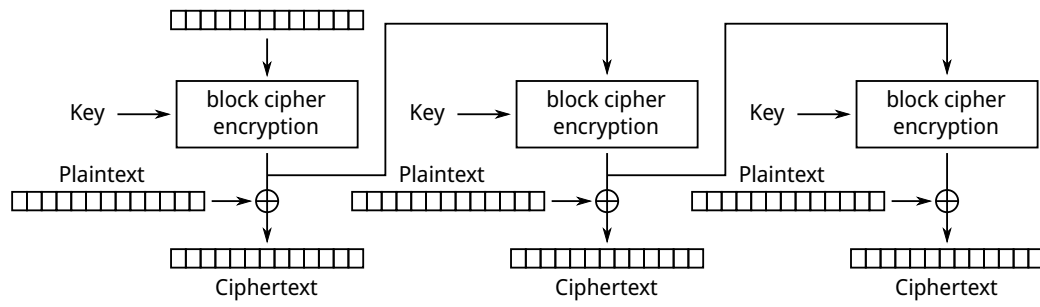 block cipher
encryption
Key
Plaintext
Ciphertext
block cipher
encryption
Key
Plaintext
Ciphertext
block cipher
encryption
Key
Plaintext
Ciphertext